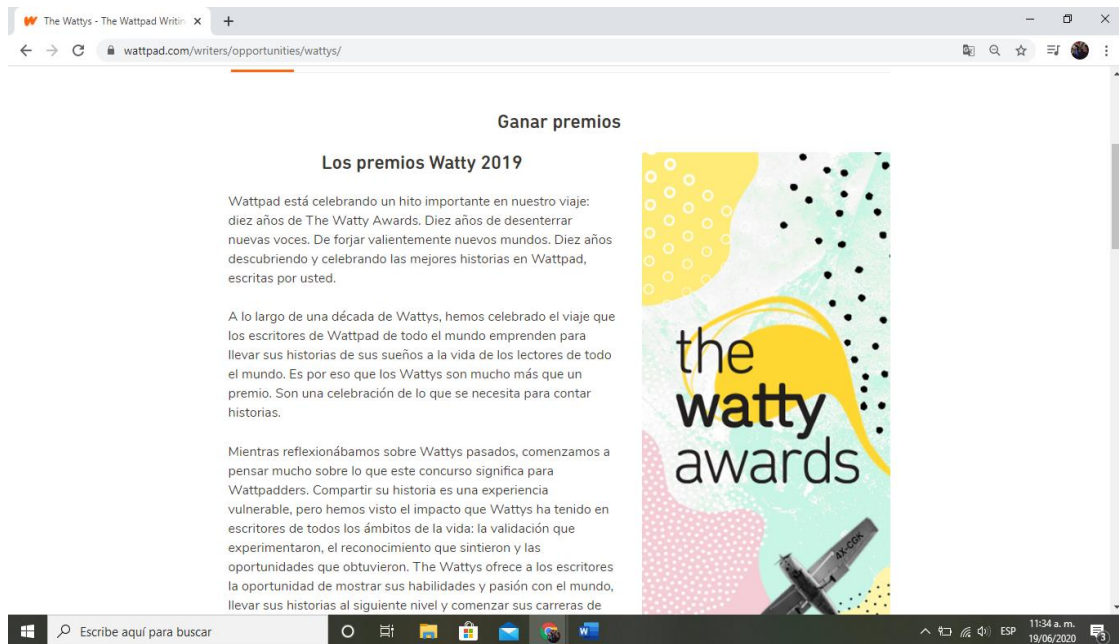 The Wattys - The Wattpad Writin
wattpad.com/writers/opportunities/wattys/
Ganar premios
Los premios Watty 2019
Wattpad está celebrando un hito importante en nuestro viaje:
diez años de The Watty Awards. Diez años de desenterrar
nuevas voces. De forjar valientemente nuevos mundos. Diez años
descubriendo y celebrando las mejores historias en Wattpad,
escritas por usted.
A lo largo de una década de Wattys, hemos celebrado el viaje que
los escritores de Wattpad de todo el mundo emprenden para
llevar sus historias de sus sueños a la vida de los lectores de todo
el mundo. Es por eso que los Wattys son mucho más que un
premio. Son una celebración de lo que se necesita para contar
historias.
Mientras reflexionábamos sobre Wattys pasados, comenzamos a
pensar mucho sobre lo que este concurso significa para
Wattpadders. Compartir su historia es una experiencia
vulnerable, pero hemos visto el impacto que Wattys ha tenido en
escritores de todos los ámbitos de la vida: la validación que
experimentaron, el reconocimiento que sintieron y las
oportunidades que obtuvieron. The Wattys ofrece a los escritores
la oportunidad de mostrar sus habilidades y pasión con el mundo,
llevar sus historias al siguiente nivel y comenzar sus carreras de
the
watty
awards
4X-CGK
Escribe aquí para buscar
ESP
11:34 a. m.
19/06/2020